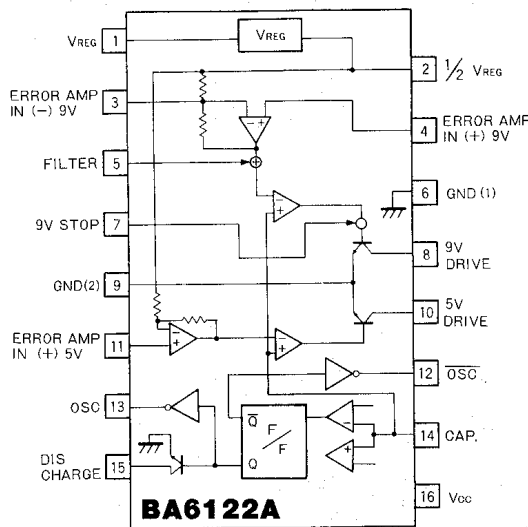 VREG 1
VREG
2 1/2 VREG
ERROR AMP
IN (−) 9V
3
4
ERROR AMP
IN (+) 9V
FILTER 5
6 GND (1)
9V STOP 7
8 9V
DRIVE
GND(2) 9
10 5V
DRIVE
ERROR AMP
IN (+) 5V
11
12 OSC
OSC 13
Q
F/F
Q
14 CAP.
DIS
CHARGE
15
16 Vcc
BA6122A